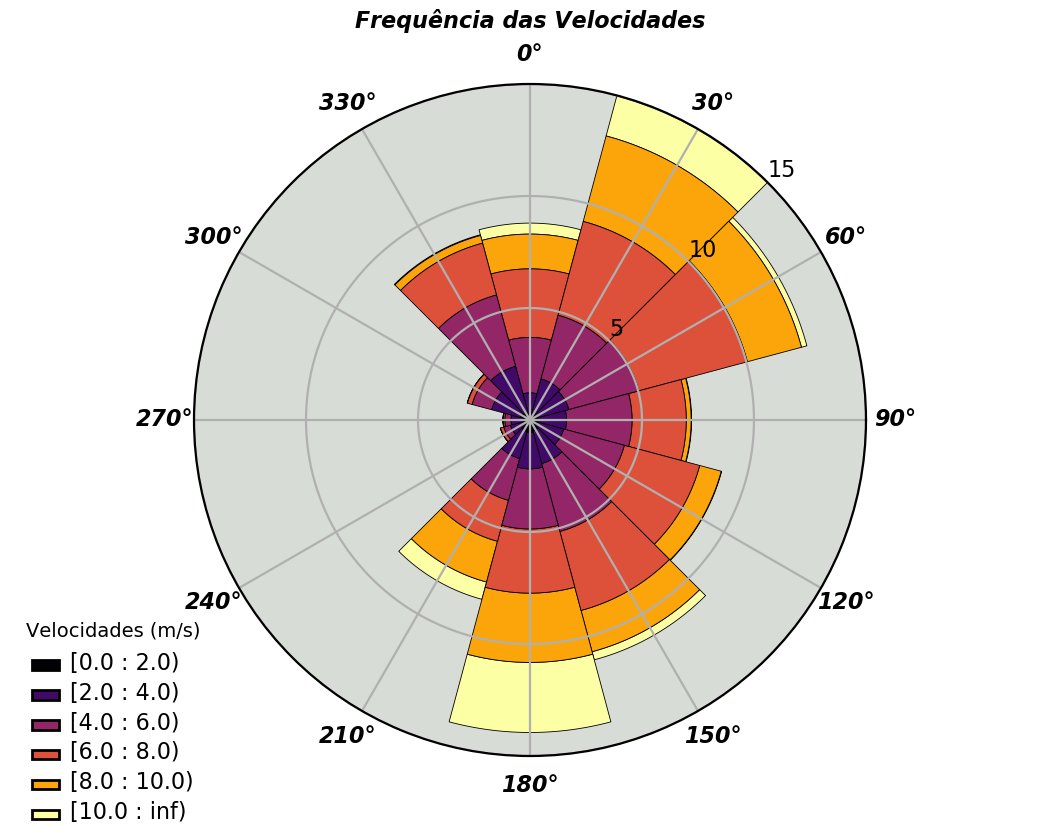 Frequência das Velocidades
0°
330°
30°
15
300°
60°
10
5
270°
90°
240°
120°
210°
150°
180°
Velocidades (m/s)
[0.0 : 2.0)
[2.0 : 4.0)
[4.0 : 6.0)
[6.0 : 8.0)
[8.0 : 10.0)
[10.0 : inf)